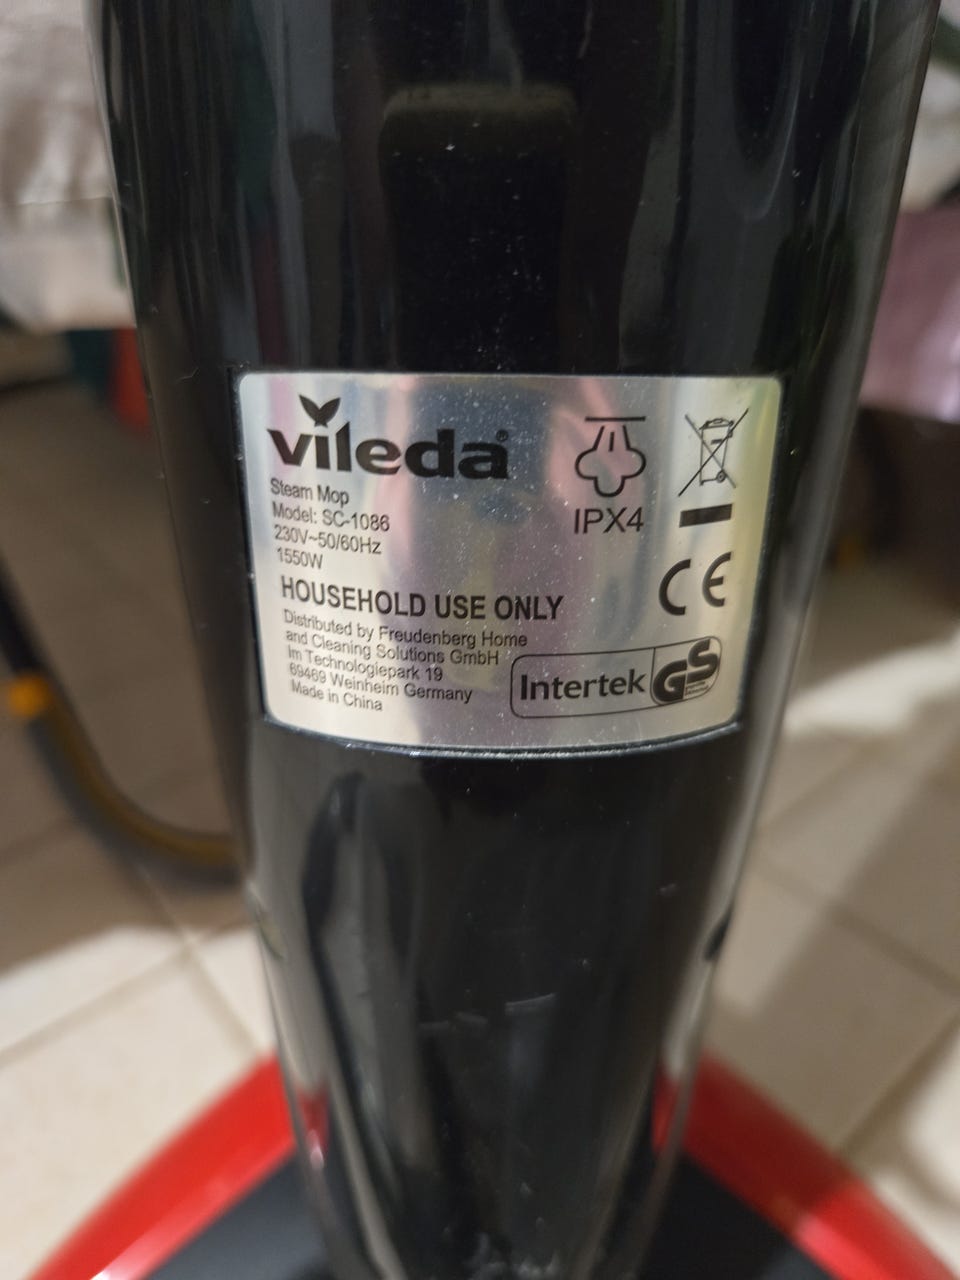 vileda®
Steam Mop
Model: SC-1086
230V~50/60Hz
1550W
IPX4
CE
HOUSEHOLD USE ONLY
Distributed by Freudenberg Home
and Cleaning Solutions GmbH
Im Technologiepark 19
69469 Weinheim Germany
Made in China
Intertek GS